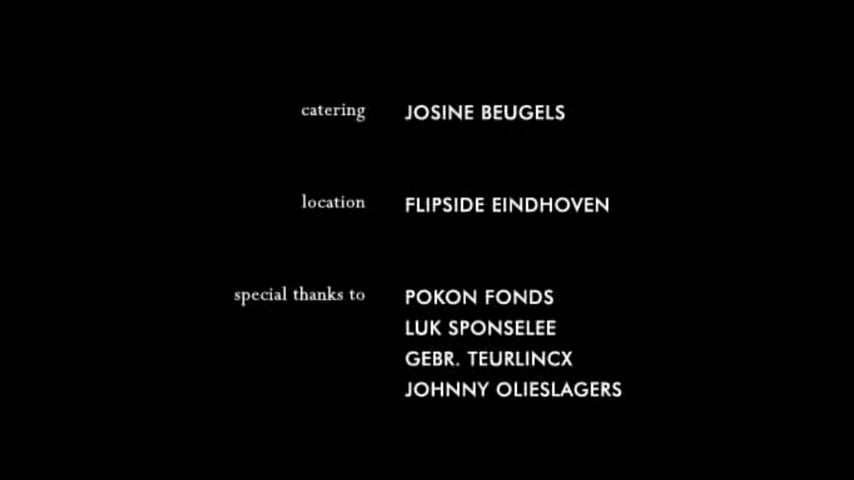 catering JOSINE BEUGELS
location FLIPSIDE EINDHOVEN
special thanks to POKON FONDS
LUK SPONSELEE
GEBR. TEURLINCX
JOHNNY OLIESLAGERS